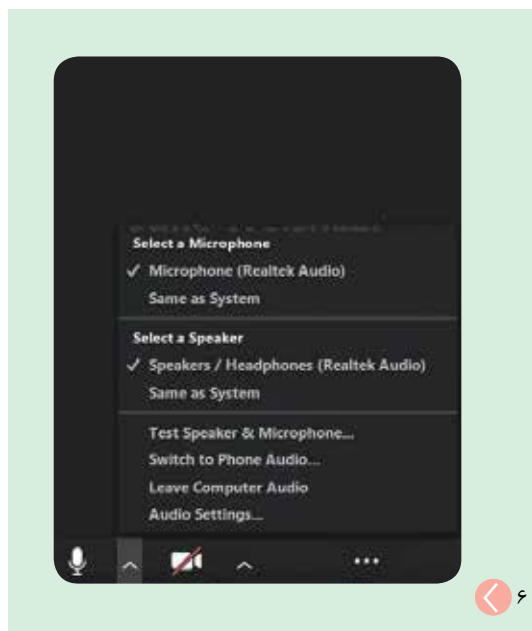 Select a Microphone
✓ Microphone (Realtek Audio)
Same as System
Select a Speaker
✓ Speakers / Headphones (Realtek Audio)
Same as System
Test Speaker & Microphone...
Switch to Phone Audio...
Leave Computer Audio
Audio Settings...
۶